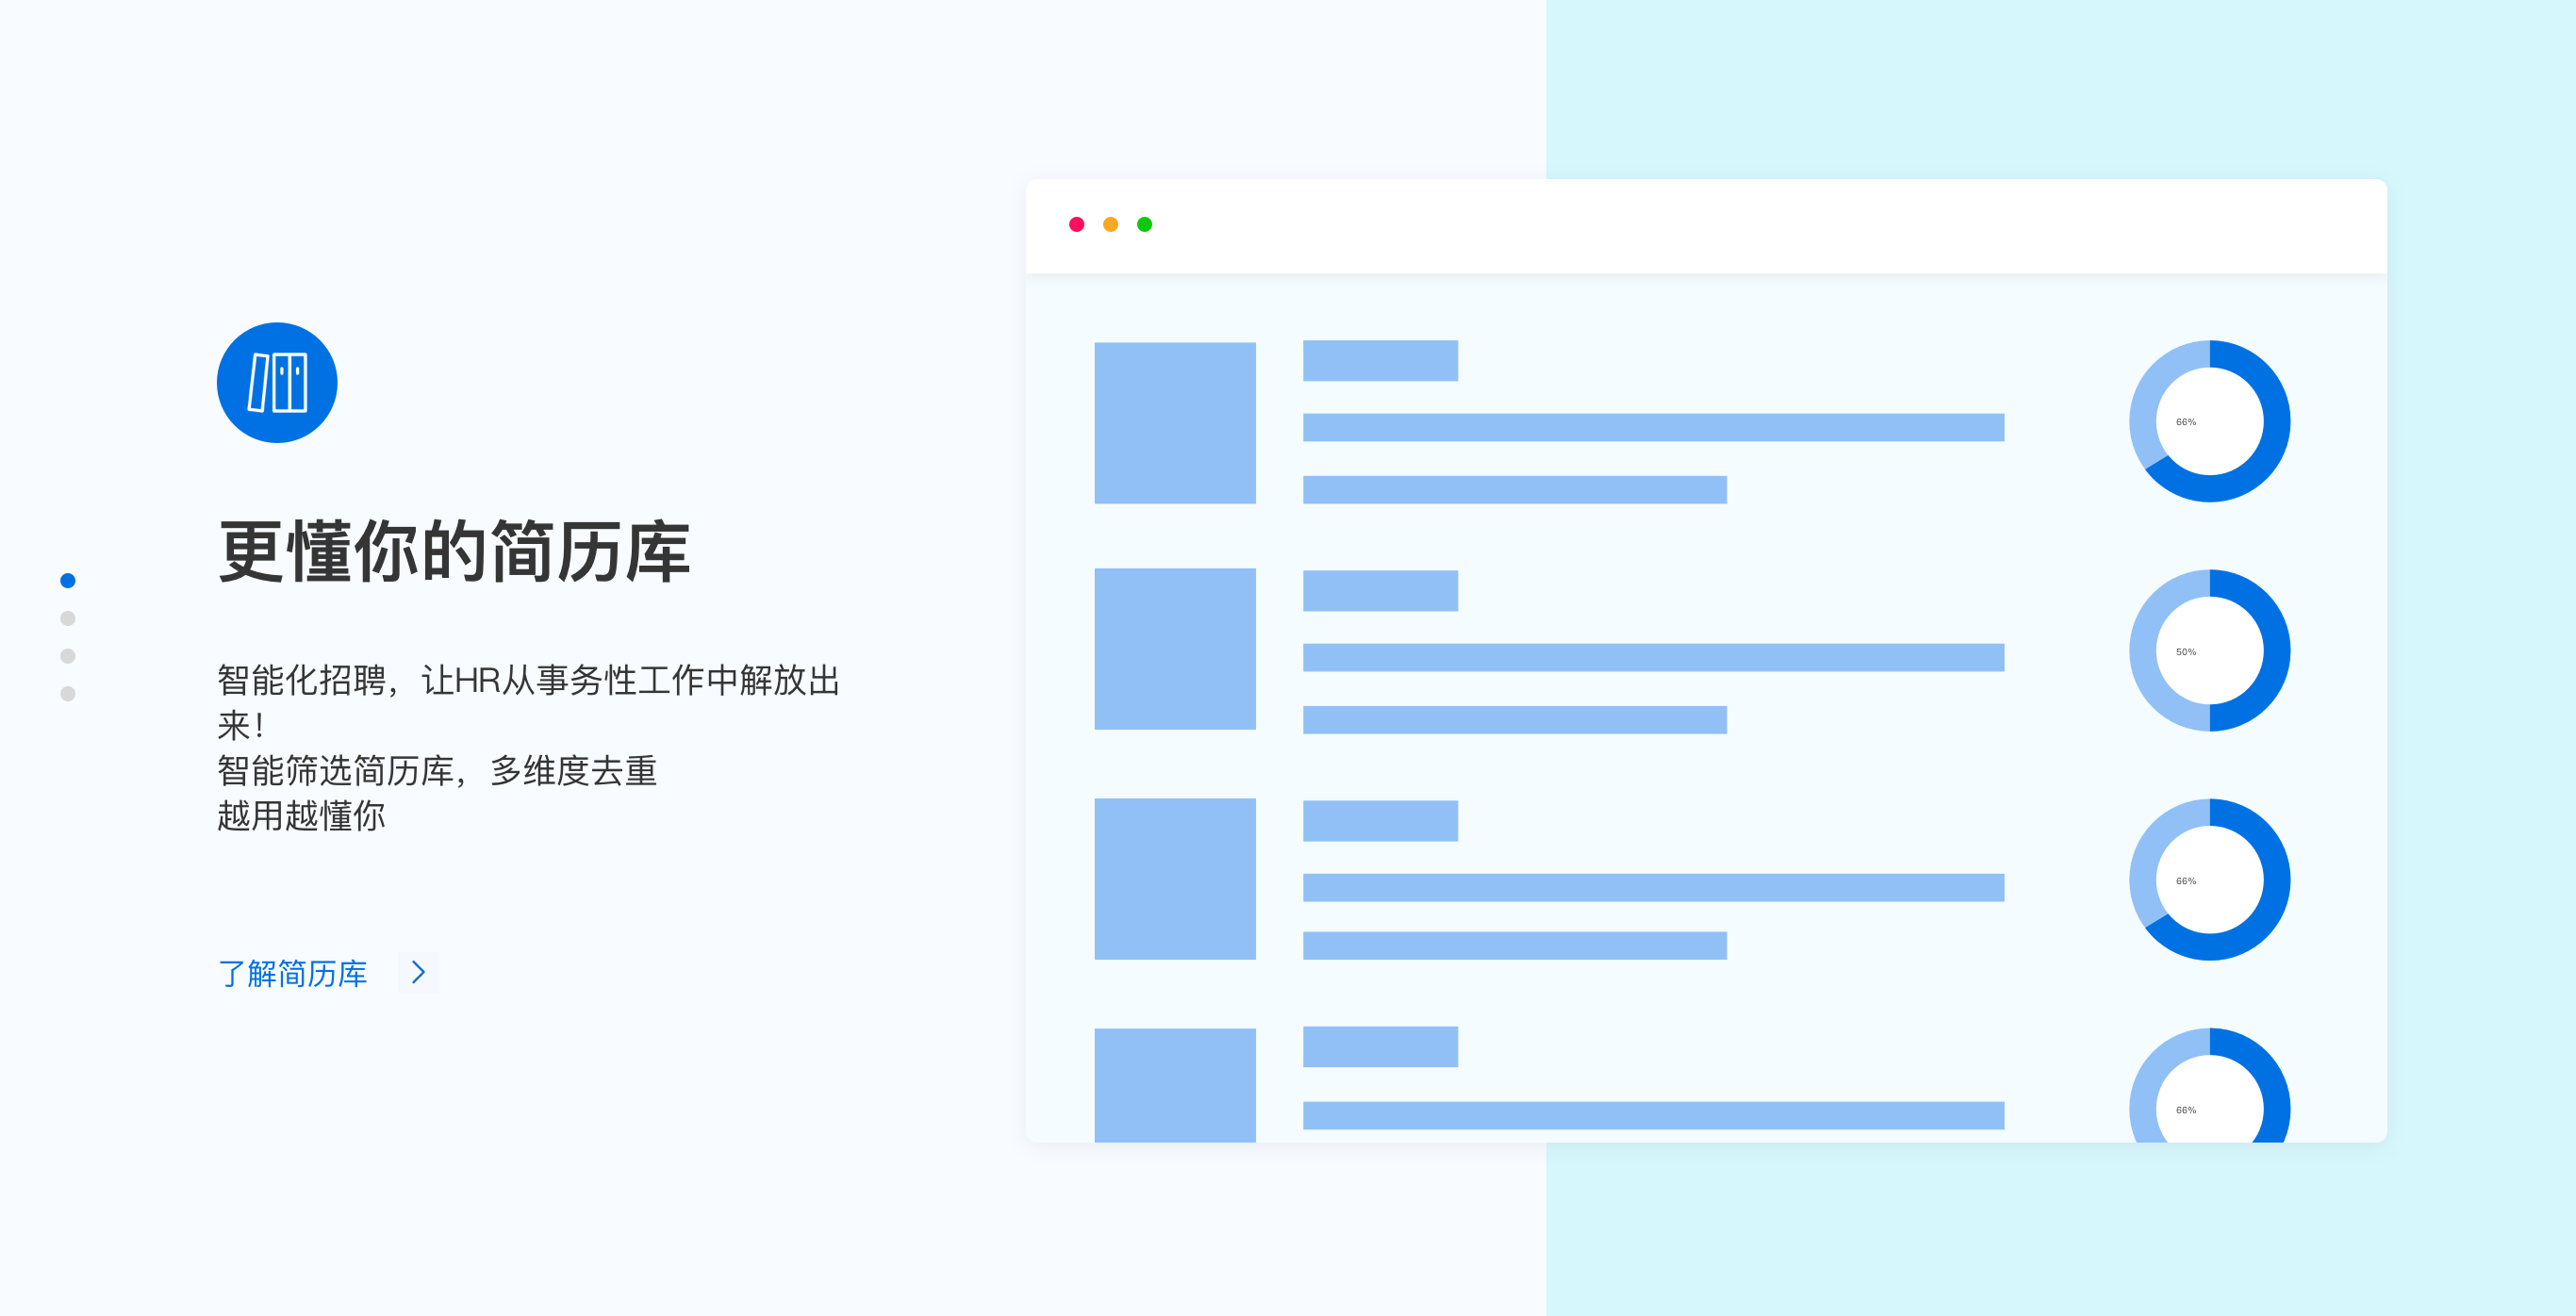 更懂你的简历库
智能化招聘，让HR从事务性工作中解放出
来！
智能筛选简历库，多维度去重
越用越懂你
了解简历库
66%
50%
66%
66%